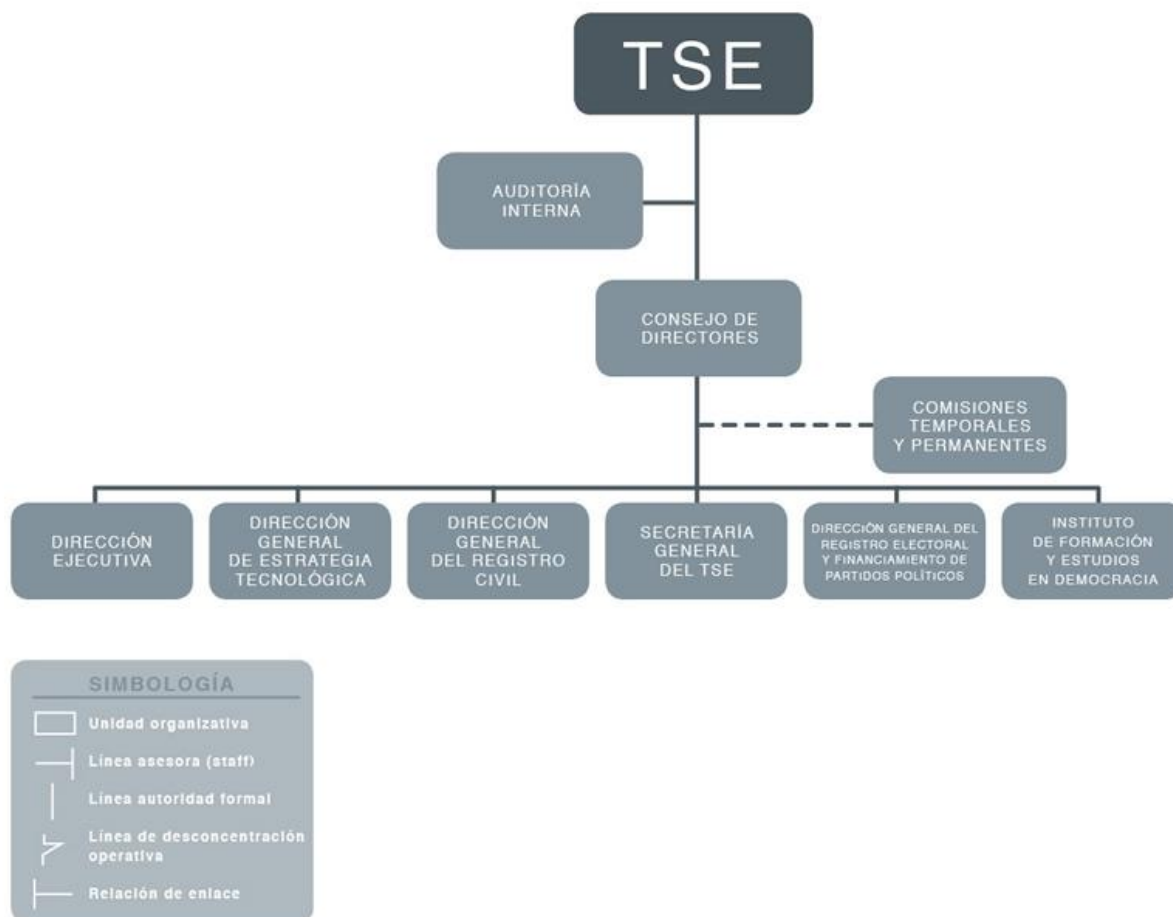 TSE
AUDITORÍA
INTERNA
CONSEJO DE
DIRECTORES
COMISIONES
TEMPORALES
Y PERMANENTES
DIRECCIÓN
EJECUTIVA
DIRECCIÓN
GENERAL
DE ESTRATEGIA
TECNOLÓGICA
DIRECCIÓN
GENERAL
DEL REGISTRO
CIVIL
SECRETARÍA
GENERAL
DEL TSE
DIRECCIÓN GENERAL DEL
REGISTRO ELECTORAL
Y FINANCIAMIENTO DE
PARTIDOS POLÍTICOS
INSTITUTO
DE FORMACIÓN
Y ESTUDIOS
EN DEMOCRACIA
SIMBOLOGÍA
Unidad organizativa
Línea asesora (staff)
Línea autoridad formal
Línea de desconcentración
operativa
Relación de enlace